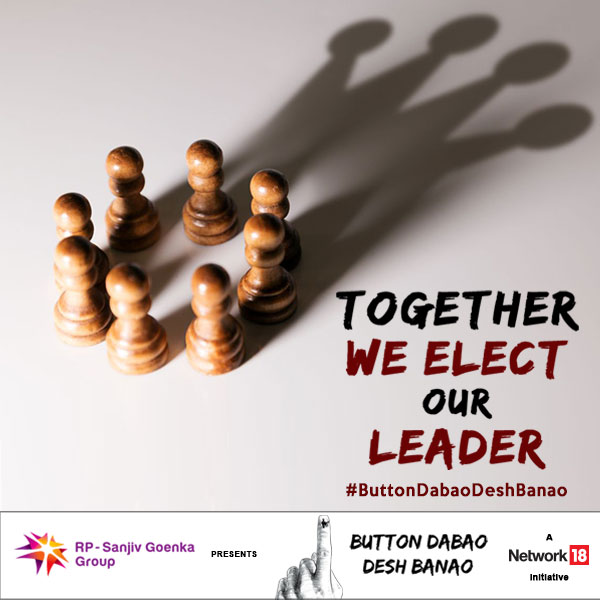 TOGETHER
WE ELECT
OUR
LEADER
#ButtonDabaoDeshBanao
RP-Sanjiv Goenka
Group
PRESENTS
BUTTON DABAO
DESH BANAO
A
Network 18
Initiative